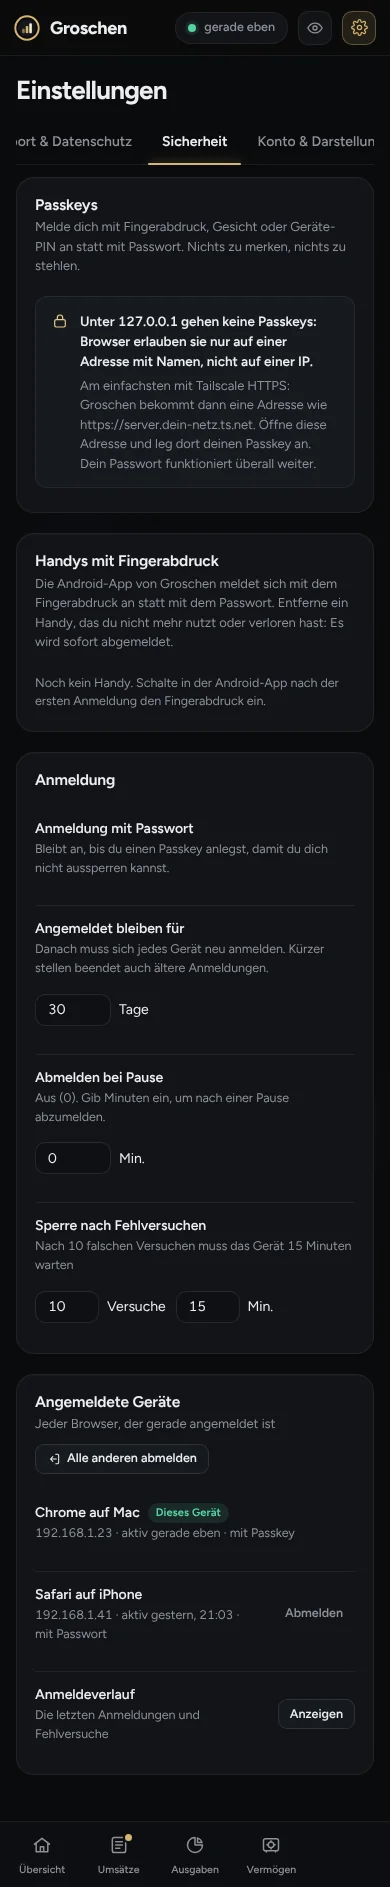 Groschen
gerade eben
Einstellungen
ort & Datenschutz
Sicherheit
Konto & Darstellun
Passkeys
Melde dich mit Fingerabdruck, Gesicht oder Geräte-
PIN an statt mit Passwort. Nichts zu merken, nichts zu
stehlen.
Unter 127.0.0.1 gehen keine Passkeys:
Browser erlauben sie nur auf einer
Adresse mit Namen, nicht auf einer IP.
Am einfachsten mit Tailscale HTTPS:
Groschen bekommt dann eine Adresse wie
https://server.dein-netz.ts.net. Öffne diese
Adresse und leg dort deinen Passkey an.
Dein Passwort funktioniert überall weiter.
Handys mit Fingerabdruck
Die Android-App von Groschen meldet sich mit dem
Fingerabdruck an statt mit dem Passwort. Entferne ein
Handy, das du nicht mehr nutzt oder verloren hast: Es
wird sofort abgemeldet.
Noch kein Handy. Schalte in der Android-App nach der
ersten Anmeldung den Fingerabdruck ein.
Anmeldung
Anmeldung mit Passwort
Bleibt an, bis du einen Passkey anlegst, damit du dich
nicht aussperren kannst.
Angemeldet bleiben für
Danach muss sich jedes Gerät neu anmelden. Kürzer
stellen beendet auch ältere Anmeldungen.
30 Tage
Abmelden bei Pause
Aus (0). Gib Minuten ein, um nach einer Pause
abzumelden.
0 Min.
Sperre nach Fehlversuchen
Nach 10 falschen Versuchen muss das Gerät 15 Minuten
warten
10 Versuche 15 Min.
Angemeldete Geräte
Jeder Browser, der gerade angemeldet ist
Alle anderen abmelden
Chrome auf Mac Dieses Gerät
192.168.1.23 · aktiv gerade eben · mit Passkey
Safari auf iPhone
192.168.1.41 · aktiv gestern, 21:03 ·
mit Passwort
Abmelden
Anmeldeverlauf
Die letzten Anmeldungen und
Fehlversuche
Anzeigen
Übersicht
Umsätze
Ausgaben
Vermögen